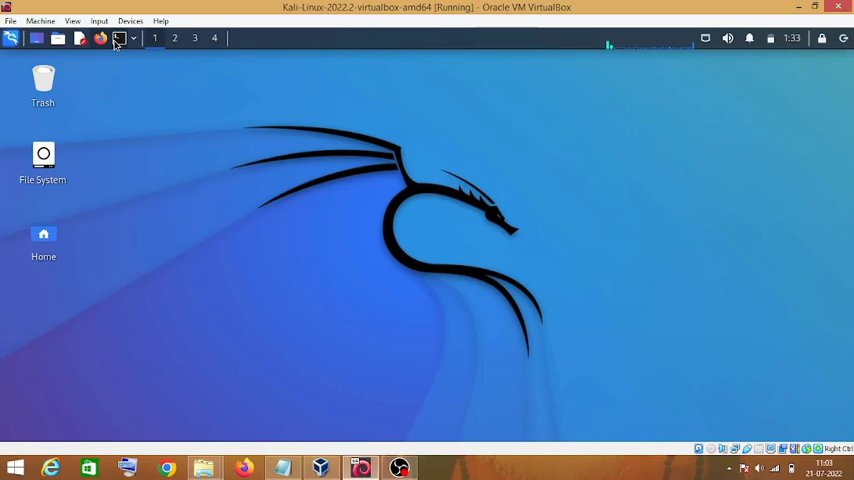 Kali-Linux-2022.2-virtualbox-amd64 [Running] - Oracle VM VirtualBox
File Machine View Input Devices Help
1 2 3 4 1:33
Trash
File System
Home
Right Ctrl
11:03
21-07-2022